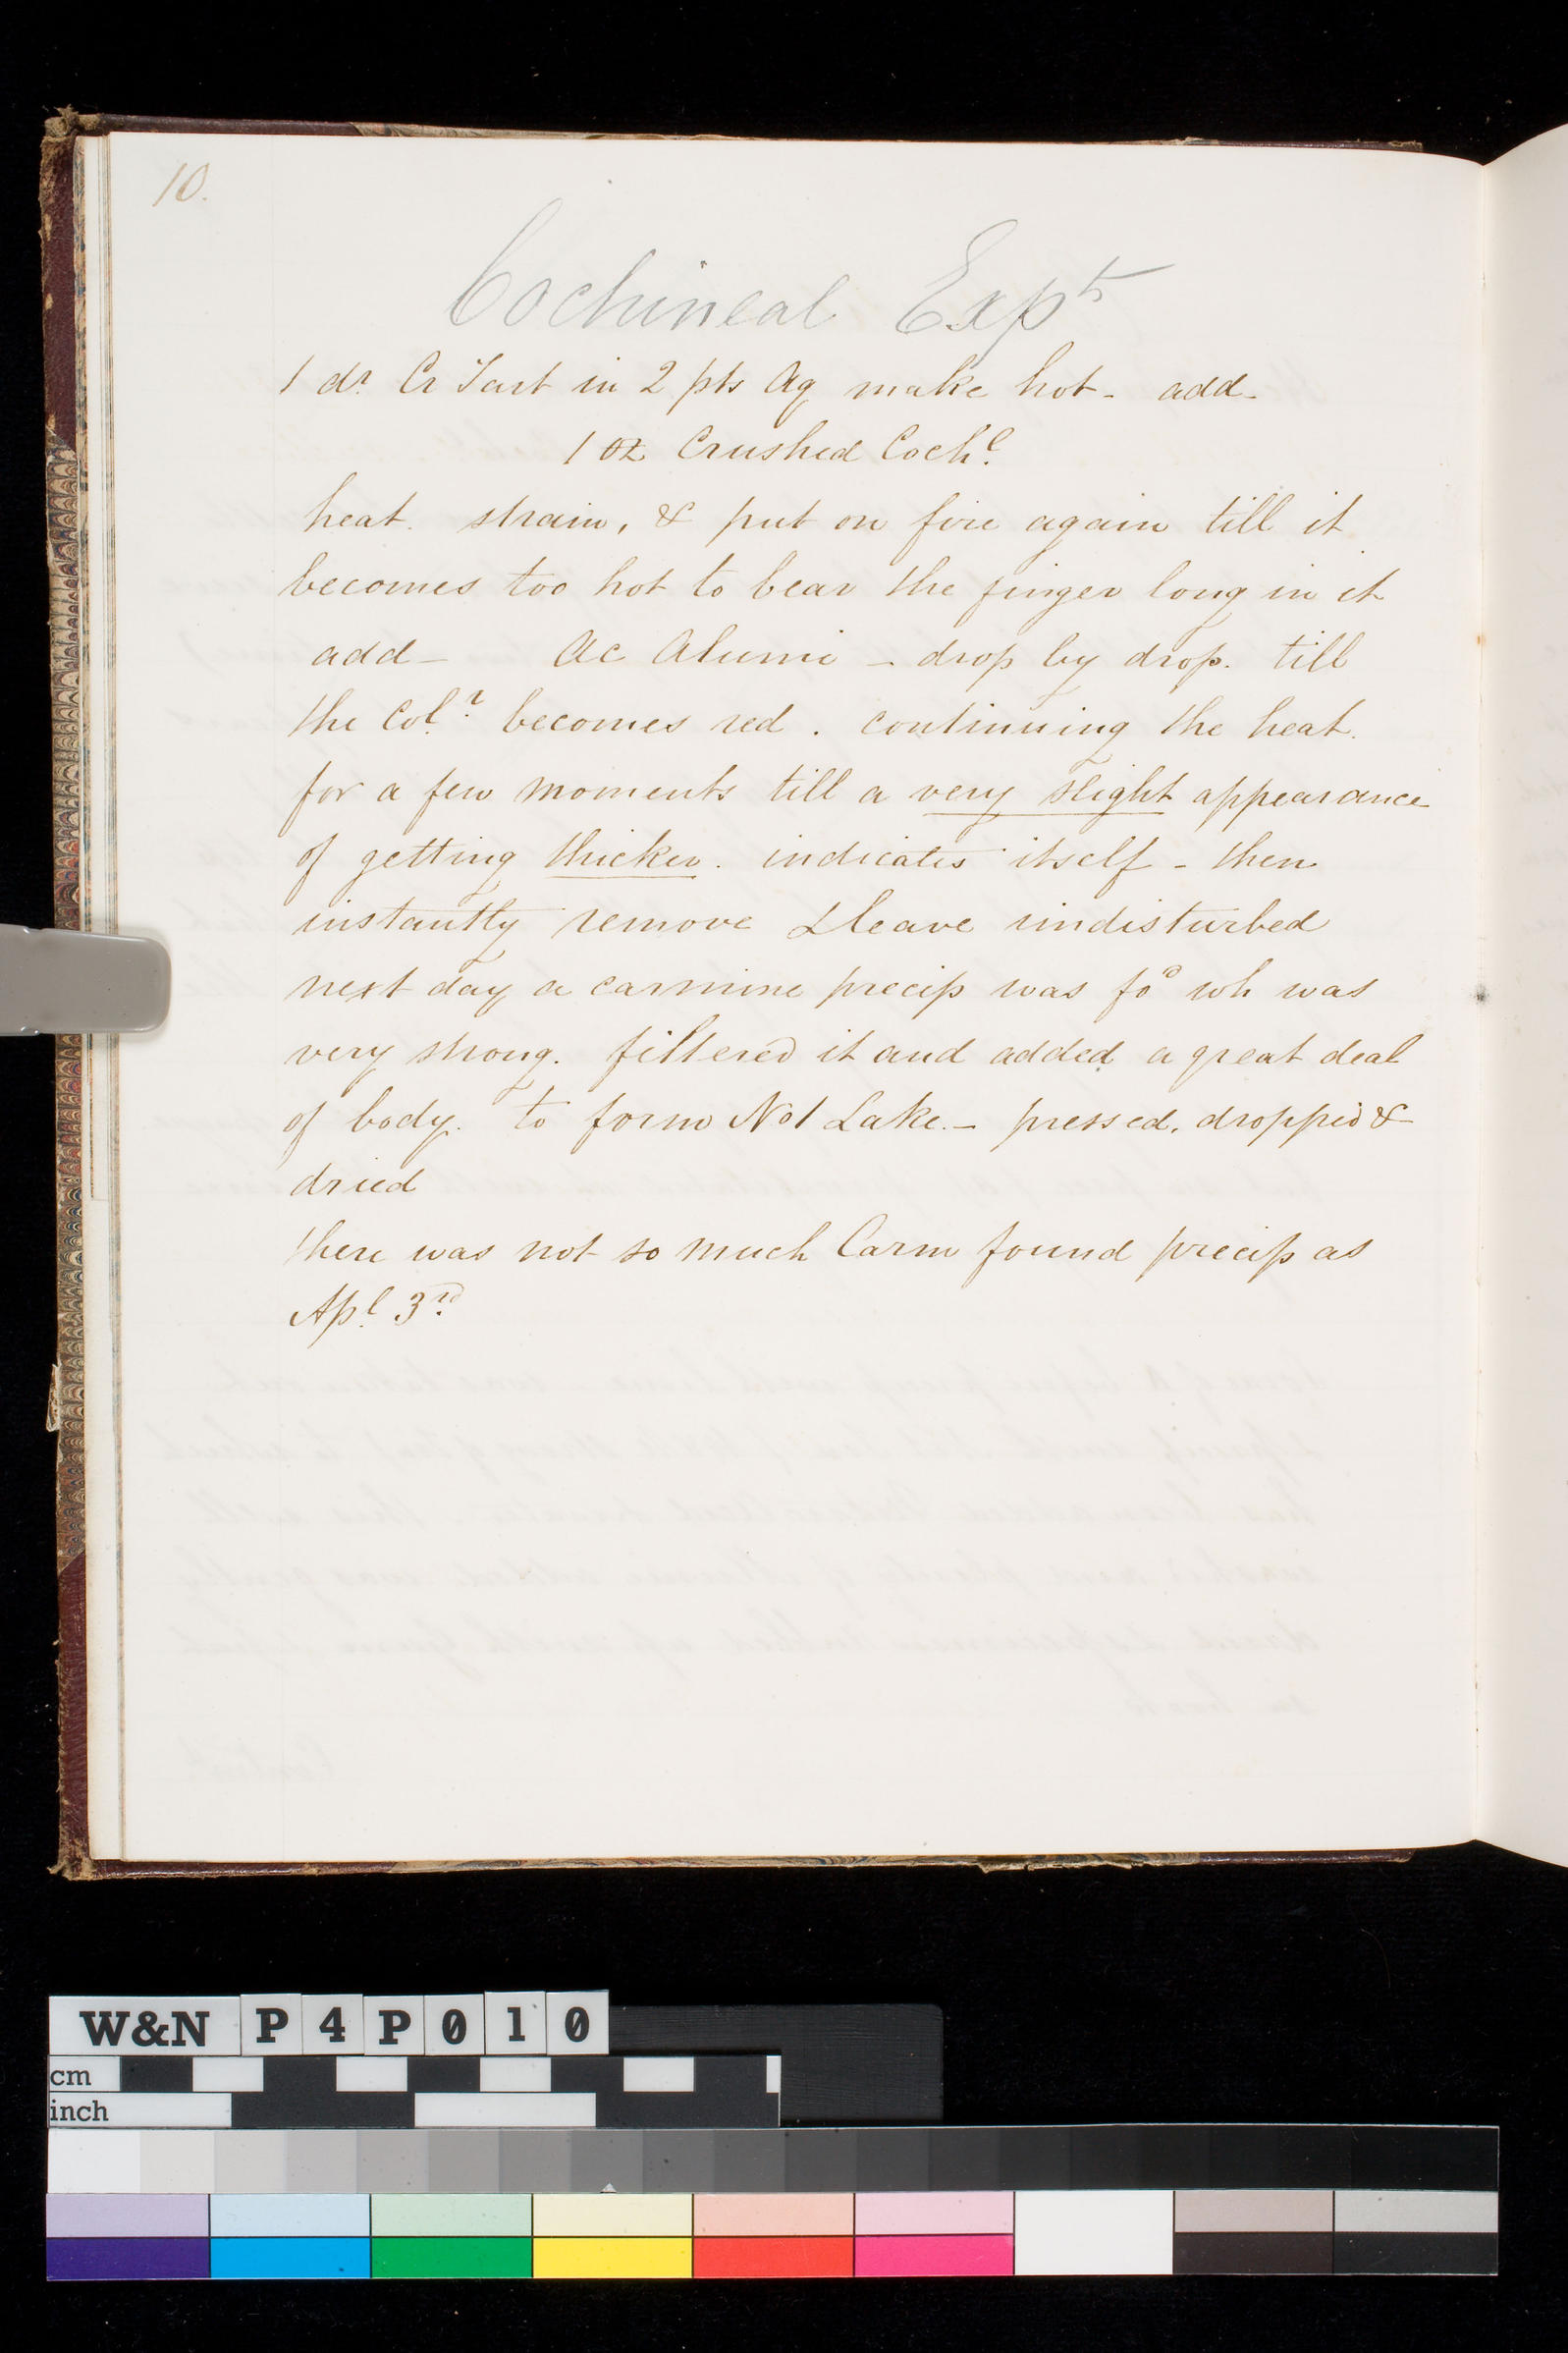 10.
Cochineal Expts
1 dr. Cr Tart in 2 pts Aq make hot - add -
1 oz Crushed Cochl.
heat. strain, & put on fire again till it
becomes too hot to bear the finger long in it
add - Ac Alumi - drop by drop. till
the Colr. becomes red . continuing the heat.
for a few moments till a very slight appearance
of getting thicker. indicates itself - then
instantly remove & leave undisturbed
next day a carmine precip was fd wh was
very strong. filtered it and added a great deal
of body. to form No1 Lake. - pressed, dropped &
dried
there was not so much Carm found precip as
Apl. 3rd.
W&N P4P010
cm
inch